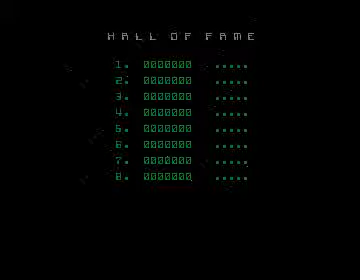 HALL OF FAME
1. 0000000 .....
2. 0000000 .....
3. 0000000 .....
4. 0000000 .....
5. 0000000 .....
6. 0000000 .....
7. 0000000 .....
8. 0000000 .....